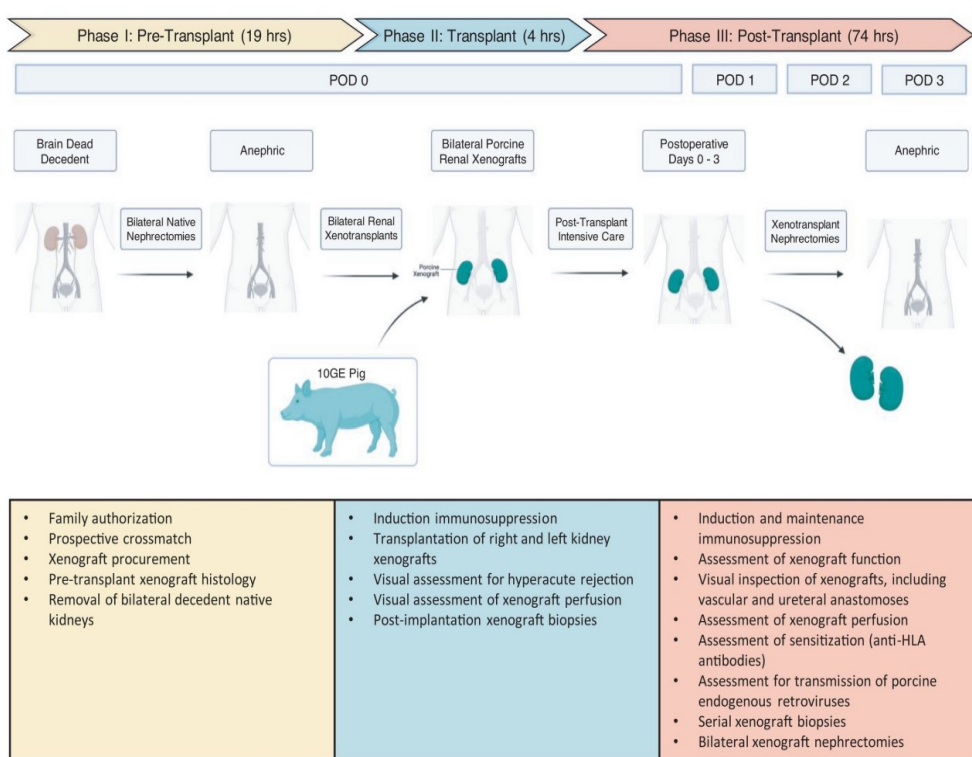 Phase I: Pre-Transplant (19 hrs)
Phase II: Transplant (4 hrs)
Phase III: Post-Transplant (74 hrs)
POD 0
POD 1
POD 2
POD 3
Brain Dead
Decedent
Anephric
Bilateral Porcine
Renal Xenografts
Postoperative
Days 0 - 3
Anephric
Bilateral Native
Nephrectomies
Bilateral Renal
Xenotransplants
Post-Transplant
Intensive Care
Xenotransplant
Nephrectomies
Porcine
Xenograft
10GE Pig
• Family authorization
• Prospective crossmatch
• Xenograft procurement
• Pre-transplant xenograft histology
• Removal of bilateral decedent native
kidneys
• Induction immunosuppression
• Transplantation of right and left kidney
xenografts
• Visual assessment for hyperacute rejection
• Visual assessment of xenograft perfusion
• Post-implantation xenograft biopsies
• Induction and maintenance
immunosuppression
• Assessment of xenograft function
• Visual inspection of xenografts, including
vascular and ureteral anastomoses
• Assessment of xenograft perfusion
• Assessment of sensitization (anti-HLA
antibodies)
• Assessment for transmission of porcine
endogenous retroviruses
• Serial xenograft biopsies
• Bilateral xenograft nephrectomies